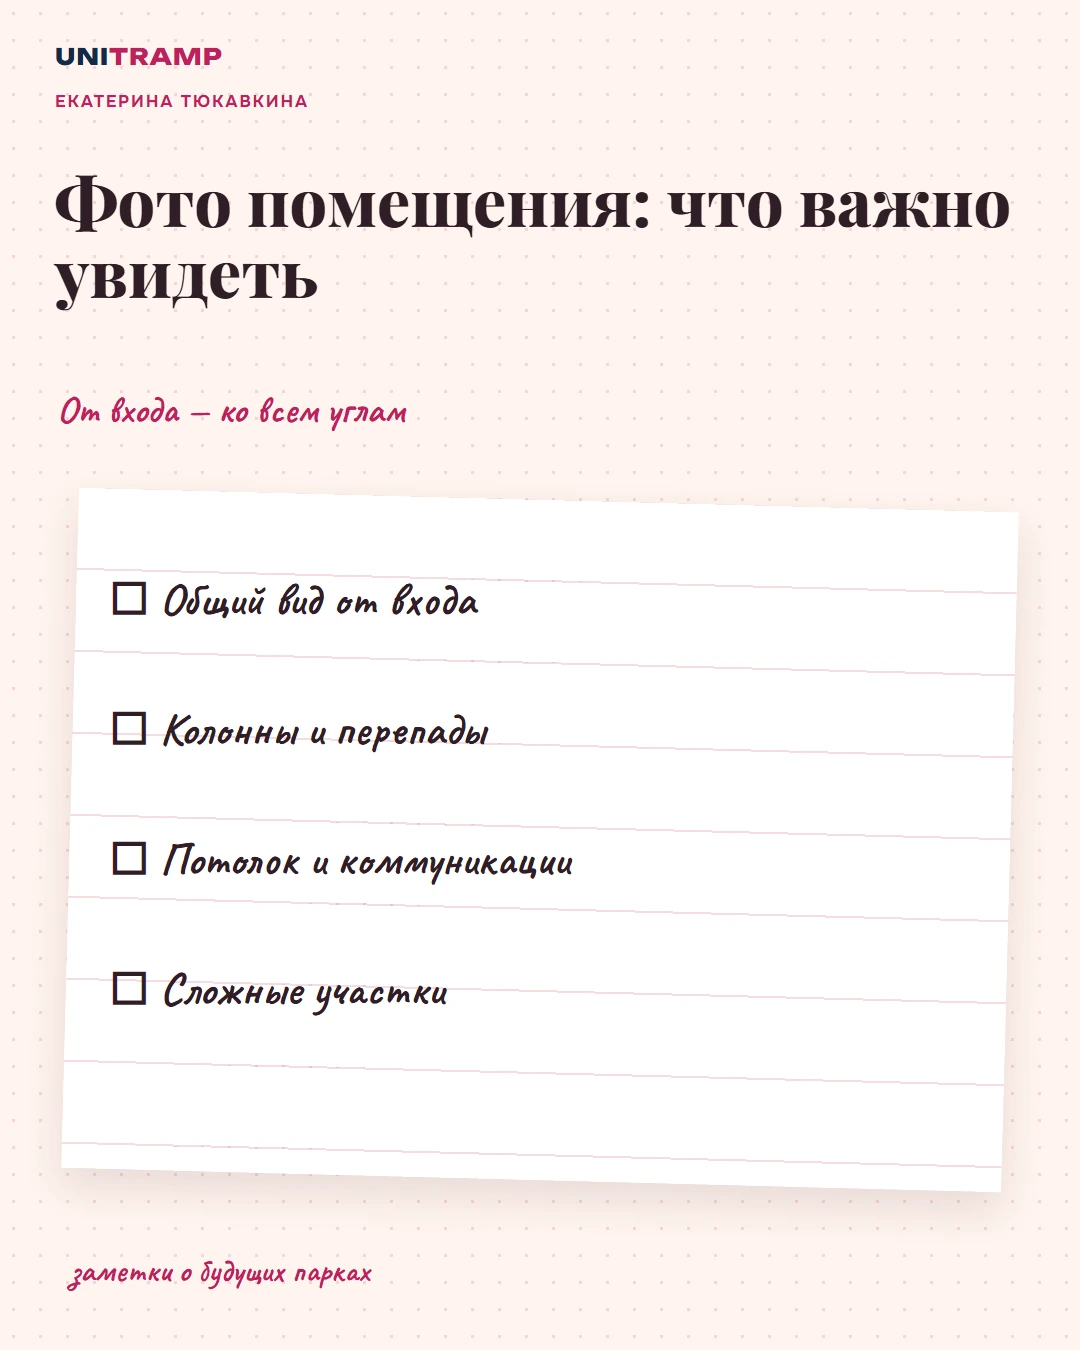 UNITRAMP
ЕКАТЕРИНА ТЮКАВКИНА
Фото помещения: что важно
увидеть
От входа — ко всем углам
Общий вид от входа
Колонны и перепады
Потолок и коммуникации
Сложные участки
заметки о будущих парках